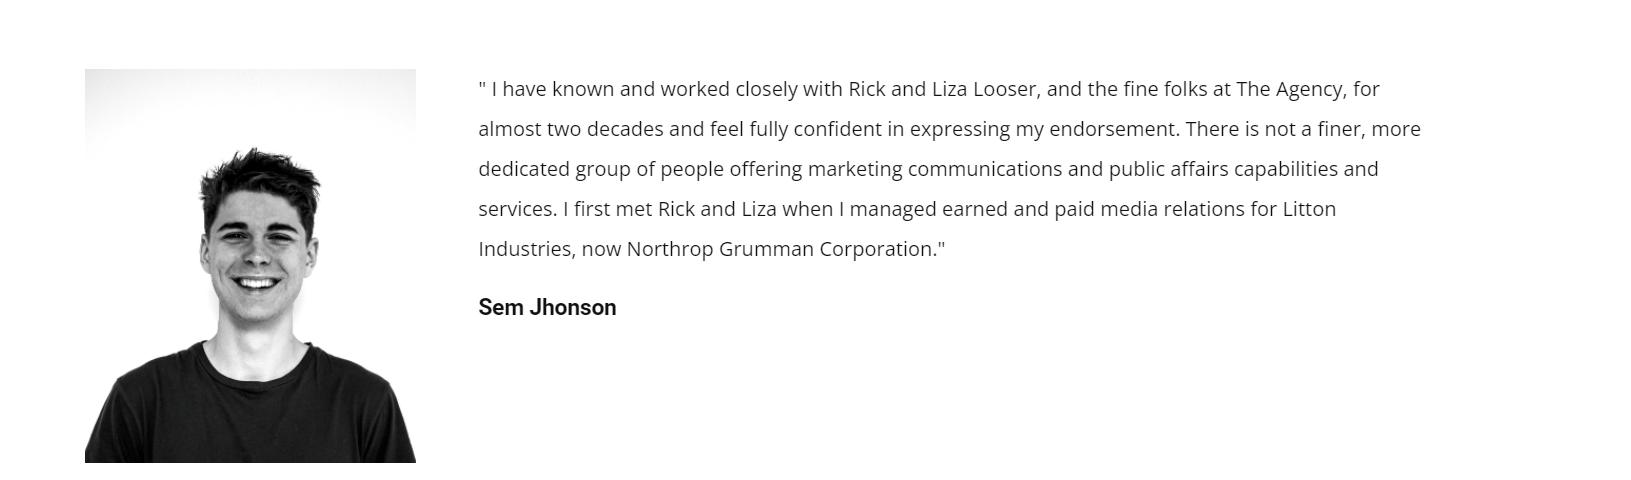 " I have known and worked closely with Rick and Liza Looser, and the fine folks at The Agency, for
almost two decades and feel fully confident in expressing my endorsement. There is not a finer, more
dedicated group of people offering marketing communications and public affairs capabilities and
services. I first met Rick and Liza when I managed earned and paid media relations for Litton
Industries, now Northrop Grumman Corporation."
Sem Jhonson